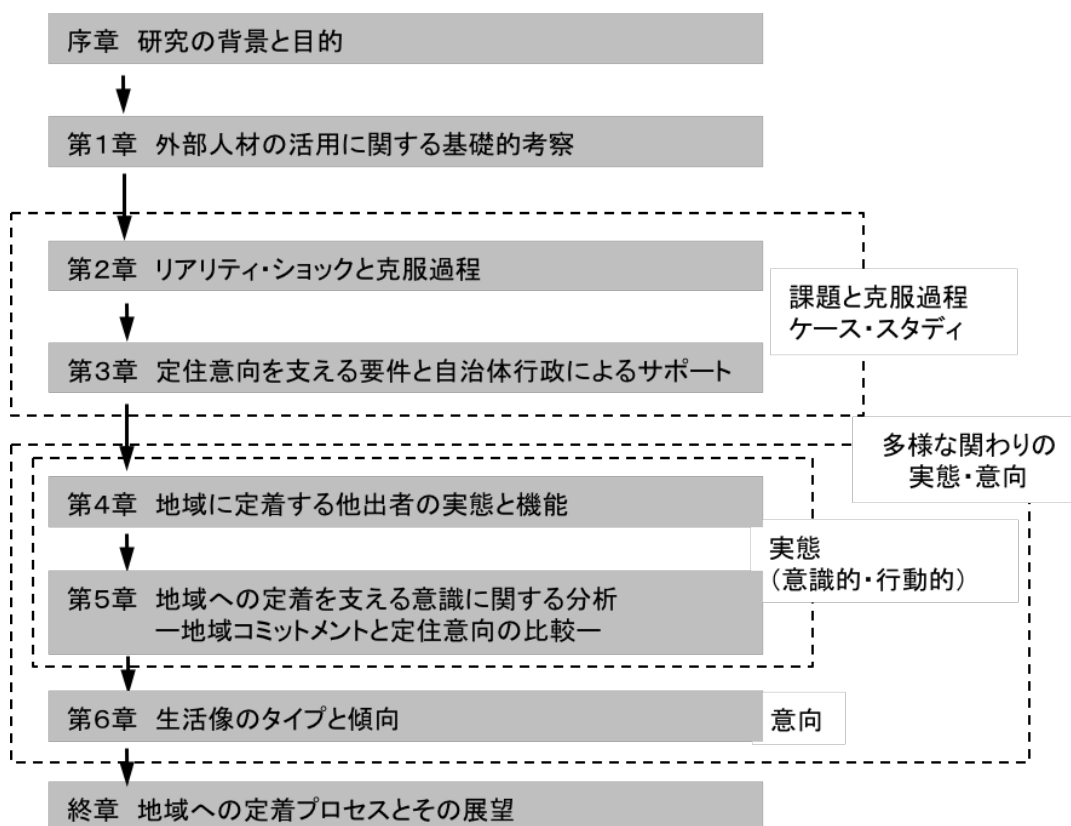 序章 研究の背景と目的
第1章 外部人材の活用に関する基礎的考察
第2章 リアリティ・ショックと克服過程
課題と克服過程
ケース・スタディ
第3章 定住意向を支える要件と自治体行政によるサポート
多様な関わりの
実態・意向
第4章 地域に定着する他出者の実態と機能
実態
(意識的・行動的)
第5章 地域への定着を支える意識に関する分析
―地域コミットメントと定住意向の比較―
第6章 生活像のタイプと傾向
意向
終章 地域への定着プロセスとその展望